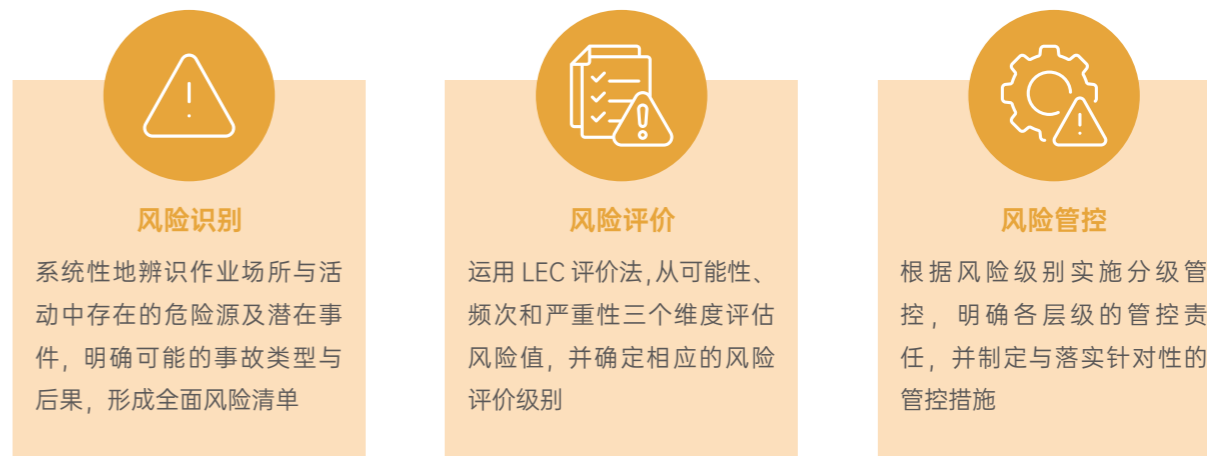 风险识别
系统性地辨识作业场所与活
动中存在的危险源及潜在事
件，明确可能的事故类型与
后果，形成全面风险清单
风险评价
运用 LEC 评价法,从可能性、
频次和严重性三个维度评估
风险值，并确定相应的风险
评价级别
风险管控
根据风险级别实施分级管
控，明确各层级的管控责
任，并制定与落实针对性的
管控措施